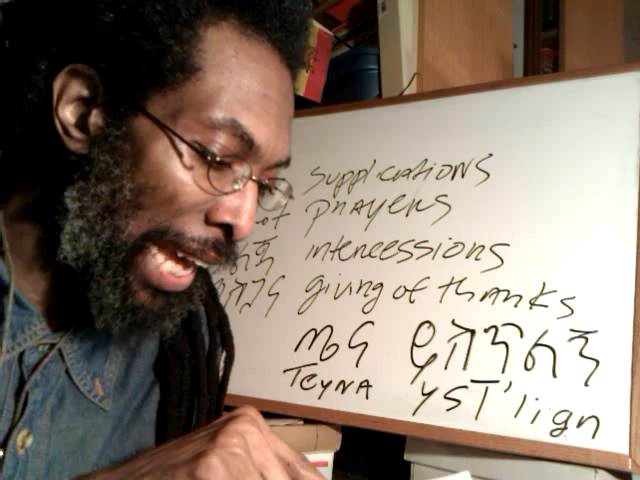 supplications
prayers
intercessions
giving of thanks
ጤና ይስጥልኝ
Teyna ysT'lign